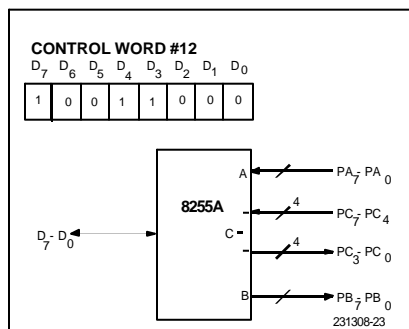 CONTROL WORD #12
D7 D6 D5 D4 D3 D2 D1 D0
1 0 0 1 1 0 0 0
A PA7-PA0
4 PC7-PC4
8255A
D7-D0 C
4 PC3-PC0
B PB7-PB0
231308-23